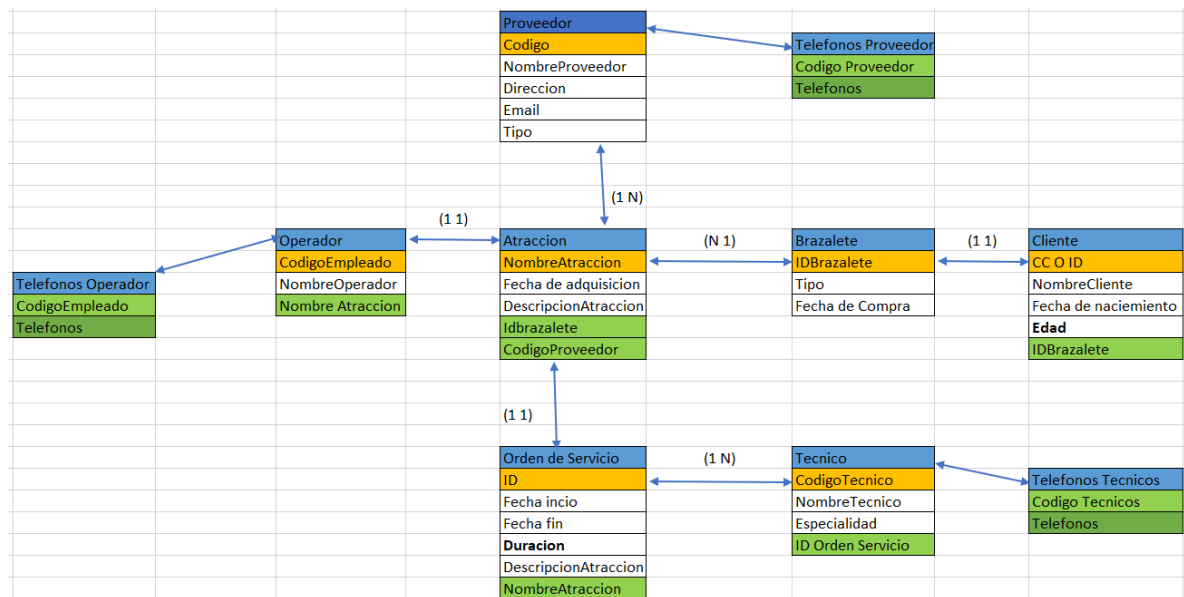 Proveedor
Codigo
NombreProveedor
Direccion
Email
Tipo
Telefonos Proveedor
Codigo Proveedor
Telefonos
(1 N)
(1 1)
Operador
CodigoEmpleado
NombreOperador
Nombre Atraccion
Telefonos Operador
CodigoEmpleado
Telefonos
Atraccion
NombreAtraccion
Fecha de adquisicion
DescripcionAtraccion
Idbrazalete
CodigoProveedor
(N 1)
Brazalete
IDBrazalete
Tipo
Fecha de Compra
(1 1)
Cliente
CC O ID
NombreCliente
Fecha de naciemiento
Edad
IDBrazalete
(1 1)
Orden de Servicio
ID
Fecha incio
Fecha fin
Duracion
DescripcionAtraccion
NombreAtraccion
(1 N)
Tecnico
CodigoTecnico
NombreTecnico
Especialidad
ID Orden Servicio
Telefonos Tecnicos
Codigo Tecnicos
Telefonos